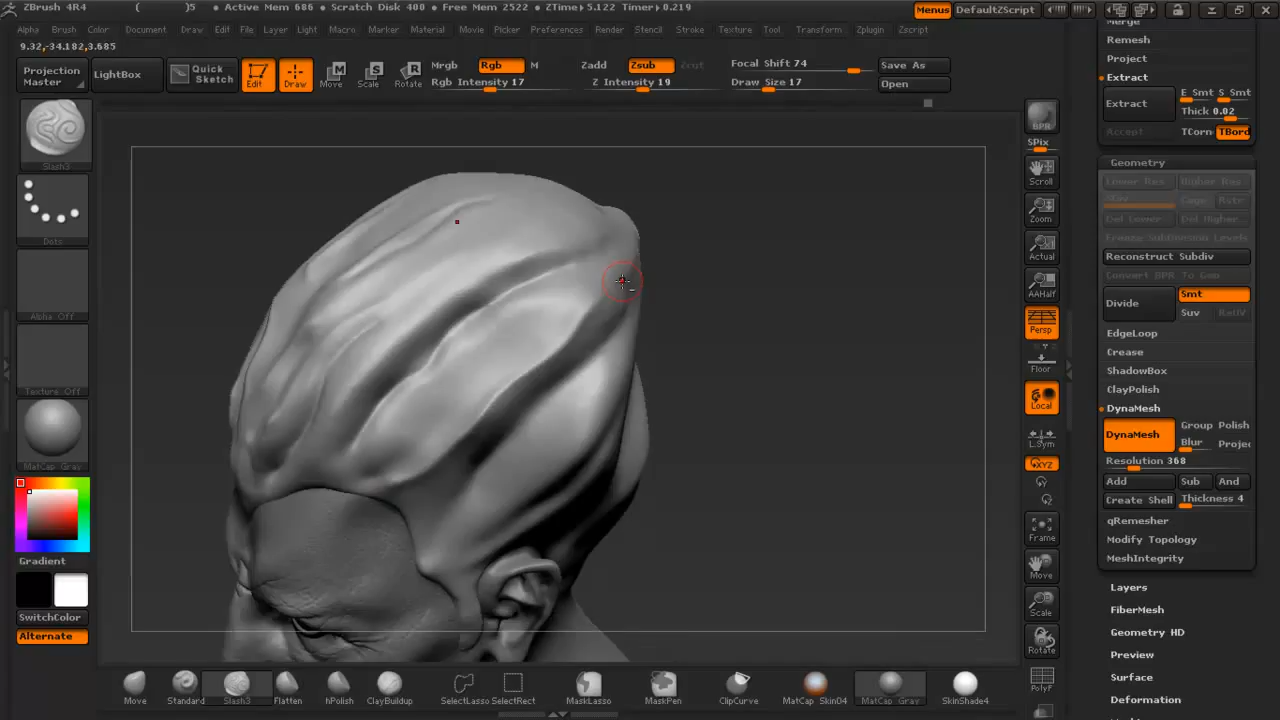 ZBrush 4R4 ( )5 • Active Mem 686 • Scratch Disk 400 • Free Mem 2522 • ZTime▸5.122 Timer▸0.219 Menus DefaultZScript
Alpha Brush Color Document Draw Edit File Layer Light Macro Marker Material Movie Picker Preferences Render Stencil Stroke Texture Tool Transform Zplugin Zscript
9.32,-34.182,3.685
Projection Master
LightBox
Quick Sketch
Edit
Draw
Move
Scale
Rotate
Mrgb Rgb M
Rgb Intensity 17
Zadd Zsub Zcut
Z Intensity 19
Focal Shift 74
Draw Size 17
Save As
Open
Slash3
Dots
Alpha Off
Texture Off
MatCap Gray
Gradient
SwitchColor
Alternate
BPR
SPix
Scroll
Zoom
Actual
AAHalf
Persp
Floor
Local
L.Sym
XYZ
Frame
Move
Scale
Rotate
PolyF
Merge
Remesh
Project
Extract
Extract
E Smt S Smt
Thick 0.02
Accept TCorn TBord
Geometry
Lower Res Higher Res
SDiv Cage Rstr
Del Lower Del Higher
Freeze Subdivision Levels
Reconstruct Subdiv
Convert BPR To Geo
Divide
Smt
Suv ReUV
EdgeLoop
Crease
ShadowBox
ClayPolish
DynaMesh
DynaMesh
Group Polish
Blur Projec
Resolution 368
Add Sub And
Create Shell Thickness 4
qRemesher
Modify Topology
MeshIntegrity
Layers
FiberMesh
Geometry HD
Preview
Surface
Deformation
Move Standard Slash3 Flatten hPolish ClayBuildup SelectLasso SelectRect MaskLasso MaskPen ClipCurve MatCap Skin04 MatCap Gray SkinShade4